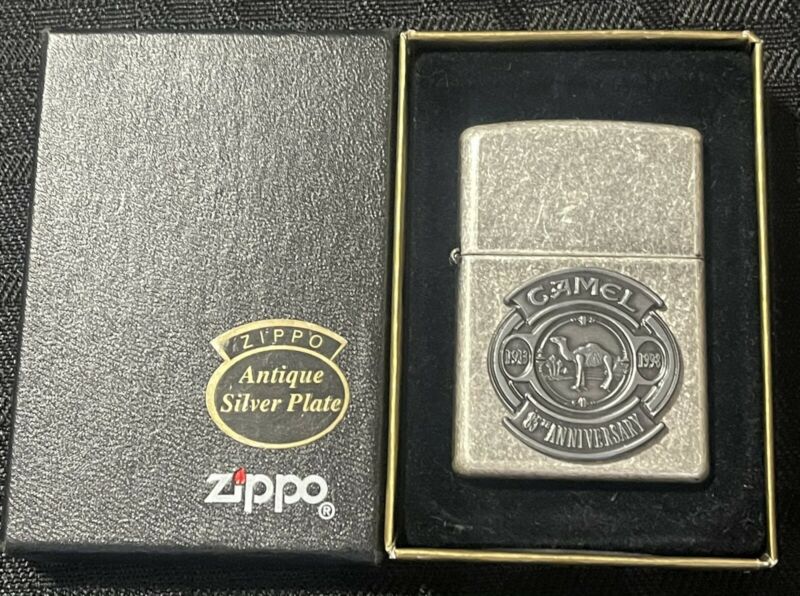 ZIPPO
Antique
Silver Plate
Zippo®
CAMEL
1913 1998
85TH ANNIVERSARY